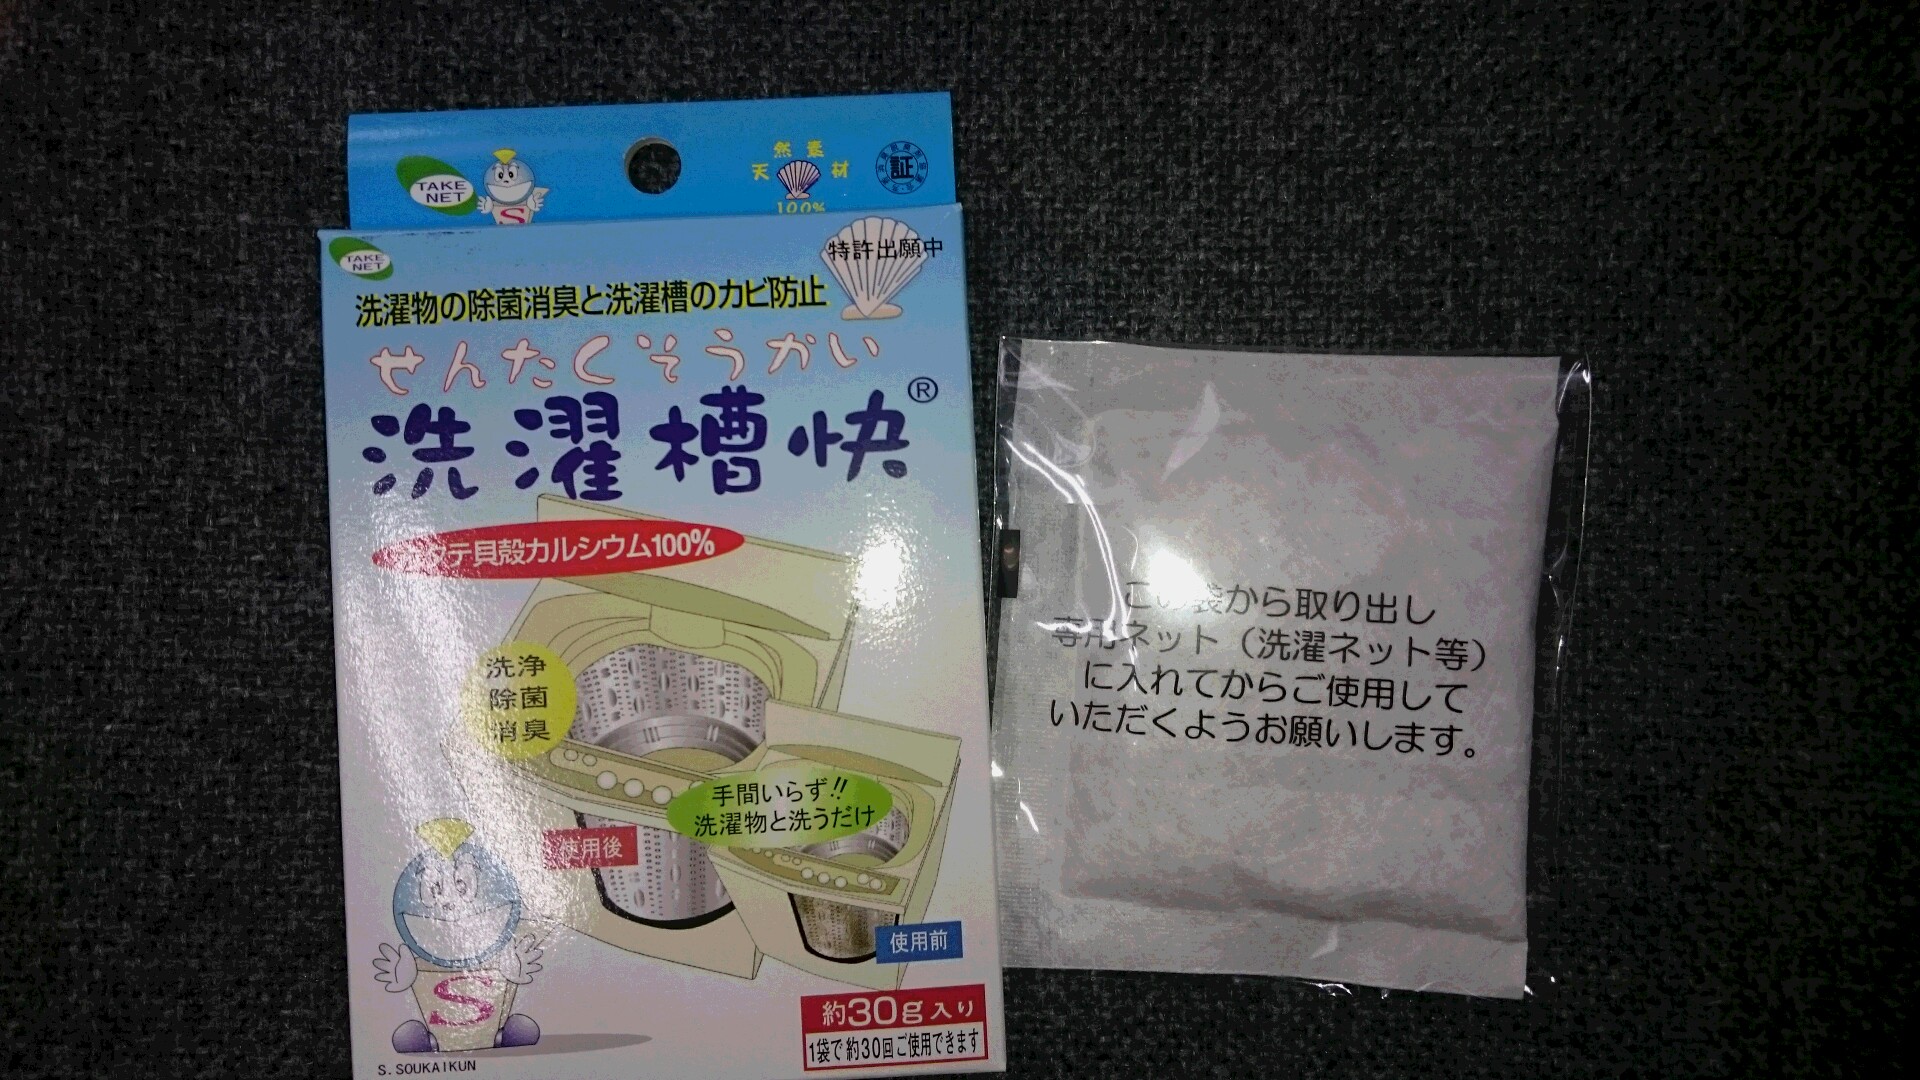 TAKE
NET
S
天然素材
100%
証
TAKE
NET
特許出願中
洗濯物の除菌消臭と洗濯槽のカビ防止
せんたくそうかい
洗濯槽快®
テ貝殻カルシウム100%
洗浄
除菌
消臭
手間いらず!!
洗濯物と洗うだけ
使用後
使用前
S
約30g入り
1袋で約30回ご使用できます
S.SOUKAIKUN
この袋から取り出し
専用ネット（洗濯ネット等）
に入れてからご使用して
いただくようお願いします。